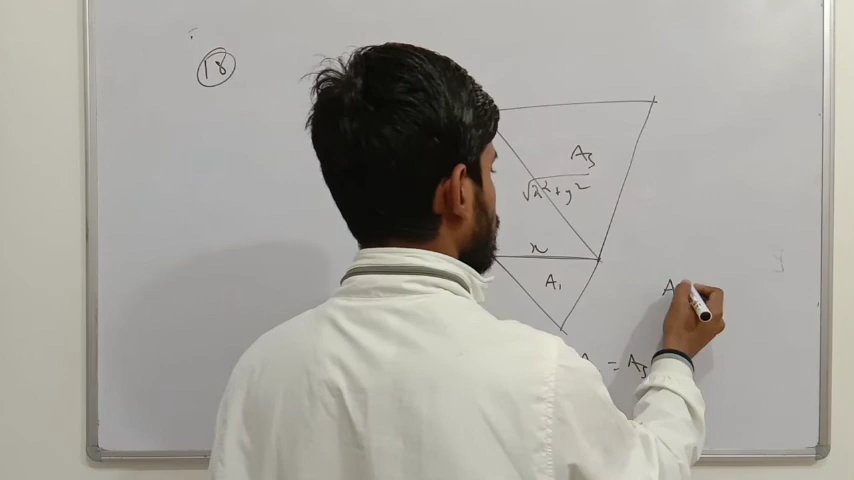 18
A₃
√x²+y²
x
A₁
A
= A₃